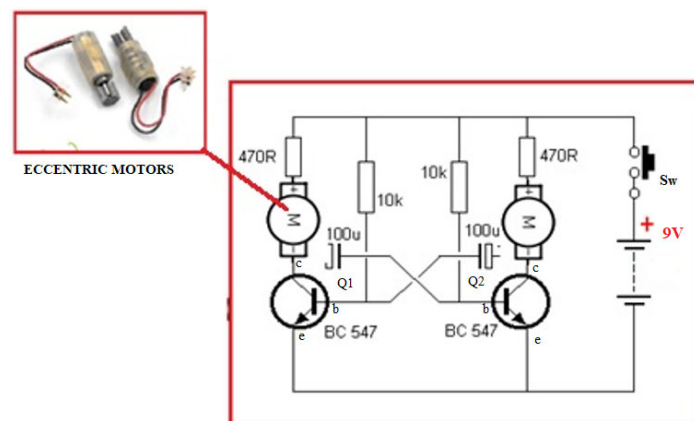 ECCENTRIC MOTORS
470R
10k
10k
470R
Sw
+
9V
+
M
+
M
100u
100u
c
c
Q1
Q2
b
b
BC 547
BC 547
e
e